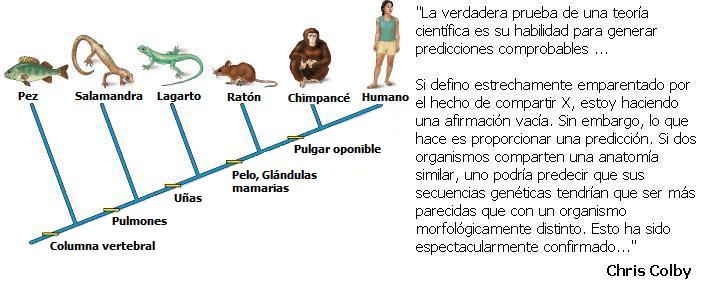 Pez
Salamandra
Lagarto
Ratón
Chimpancé
Humano
Pulgar oponible
Pelo, Glándulas
mamarias
Uñas
Pulmones
Columna vertebral
"La verdadera prueba de una teoría
científica es su habilidad para generar
predicciones comprobables ...
Si defino estrechamente emparentado por
el hecho de compartir X, estoy haciendo
una afirmación vacía. Sin embargo, lo que
hace es proporcionar una predicción. Si dos
organismos comparten una anatomía
similar, uno podría predecir que sus
secuencias genéticas tendrían que ser más
parecidas que con un organismo
morfológicamente distinto. Esto ha sido
espectacularmente confirmado..."
Chris Colby